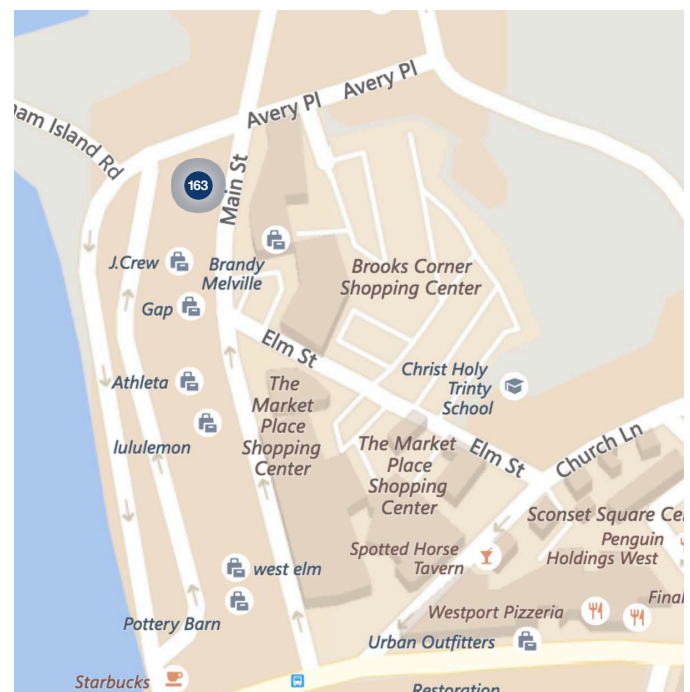 Avery Pl
Avery Pl
ham Island Rd
163
Main St
J.Crew
Brandy
Melville
Brooks Corner
Shopping Center
Gap
Elm St
Athleta
The
Market
Place
Shopping
Center
Christ Holy
Trinty
School
lululemon
The Market
Place
Shopping
Center
Elm St
Church Ln
Sconset Square Ce
Penguin
Holdings West
Spotted Horse
Tavern
west elm
Final
Pottery Barn
Westport Pizzeria
Urban Outfitters
Starbucks
Restoration